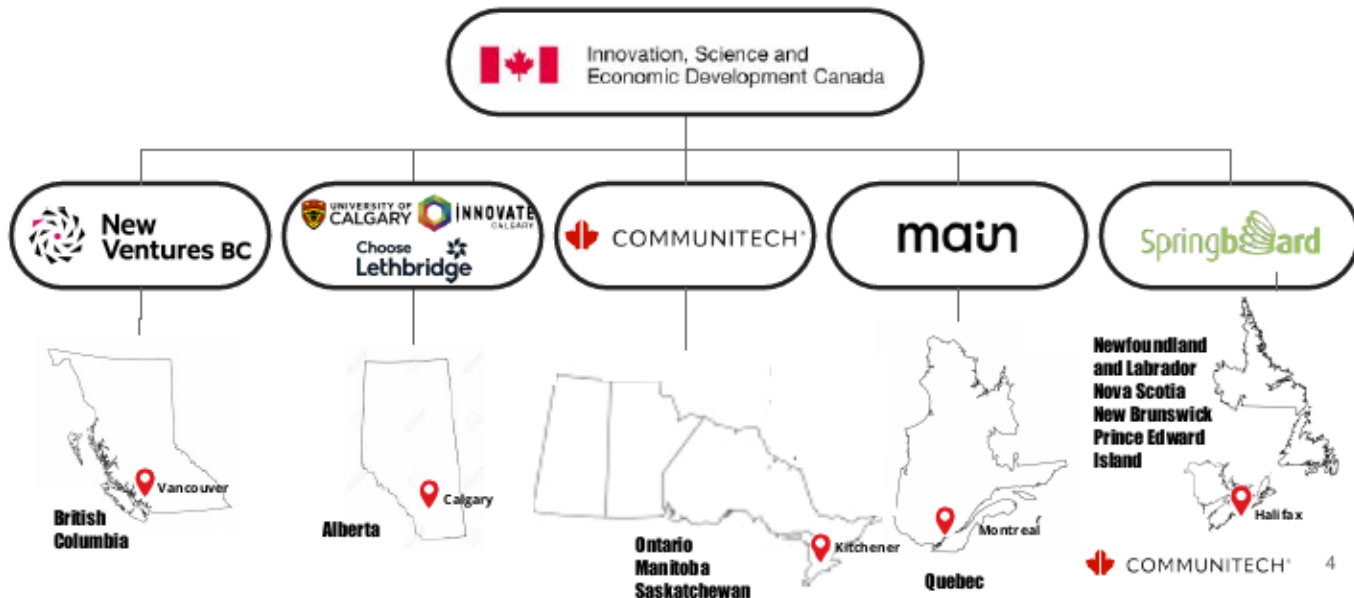 Innovation, Science and
Economic Development Canada
New
Ventures BC
UNIVERSITY OF
CALGARY
INNOVATE
CALGARY
Choose
Lethbridge
COMMUNITECH®
main
Springboard
Vancouver
British
Columbia
Calgary
Alberta
Kitchener
Ontario
Manitoba
Saskatchewan
Montreal
Quebec
Newfoundland
and Labrador
Nova Scotia
New Brunswick
Prince Edward
Island
Halifax
COMMUNITECH® 4